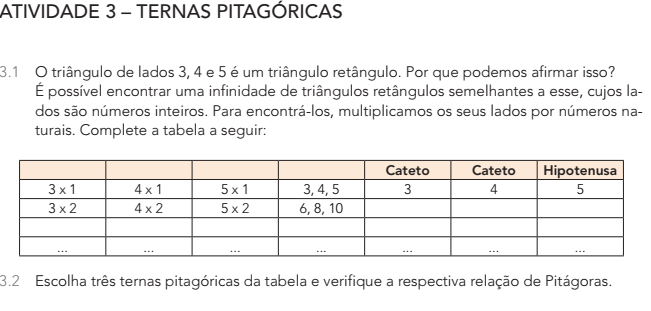 ATIVIDADE 3 – TERNAS PITAGÓRICAS
3.1 O triângulo de lados 3, 4 e 5 é um triângulo retângulo. Por que podemos afirmar isso?
É possível encontrar uma infinidade de triângulos retângulos semelhantes a esse, cujos la-
dos são números inteiros. Para encontrá-los, multiplicamos os seus lados por números na-
turais. Complete a tabela a seguir:
Cateto Cateto Hipotenusa
3 x 1 4 x 1 5 x 1 3, 4, 5 3 4 5
3 x 2 4 x 2 5 x 2 6, 8, 10
... ... ... ... ... ... ...
3.2 Escolha três ternas pitagóricas da tabela e verifique a respectiva relação de Pitágoras.